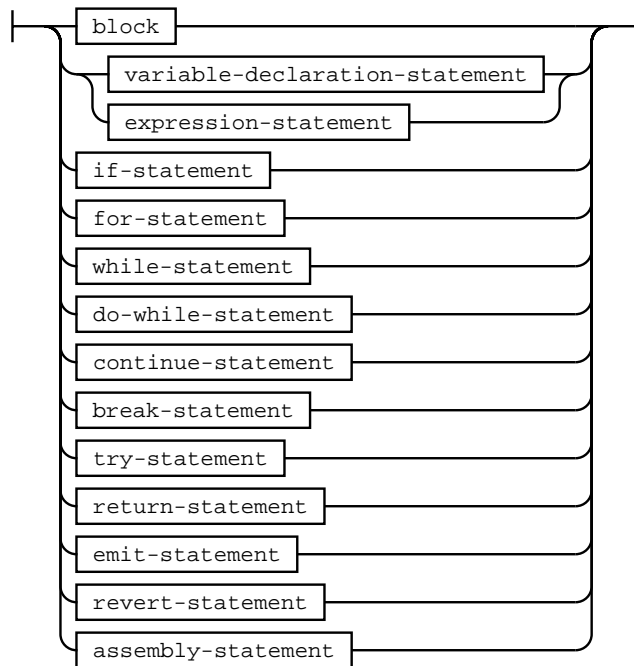 block
variable-declaration-statement
expression-statement
if-statement
for-statement
while-statement
do-while-statement
continue-statement
break-statement
try-statement
return-statement
emit-statement
revert-statement
assembly-statement